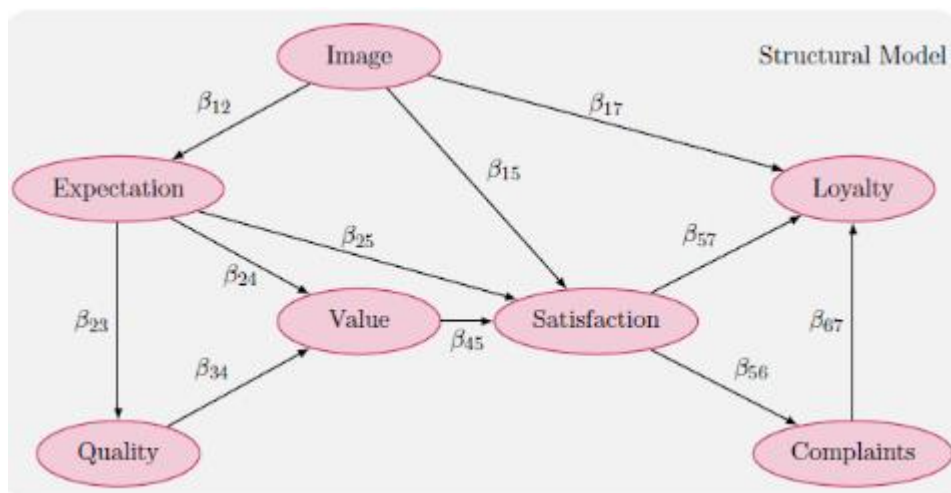 Image
Structural Model
β12
β17
β15
Expectation
Loyalty
β25
β57
β24
β23
Value
Satisfaction
β45
β67
β34
β56
Quality
Complaints